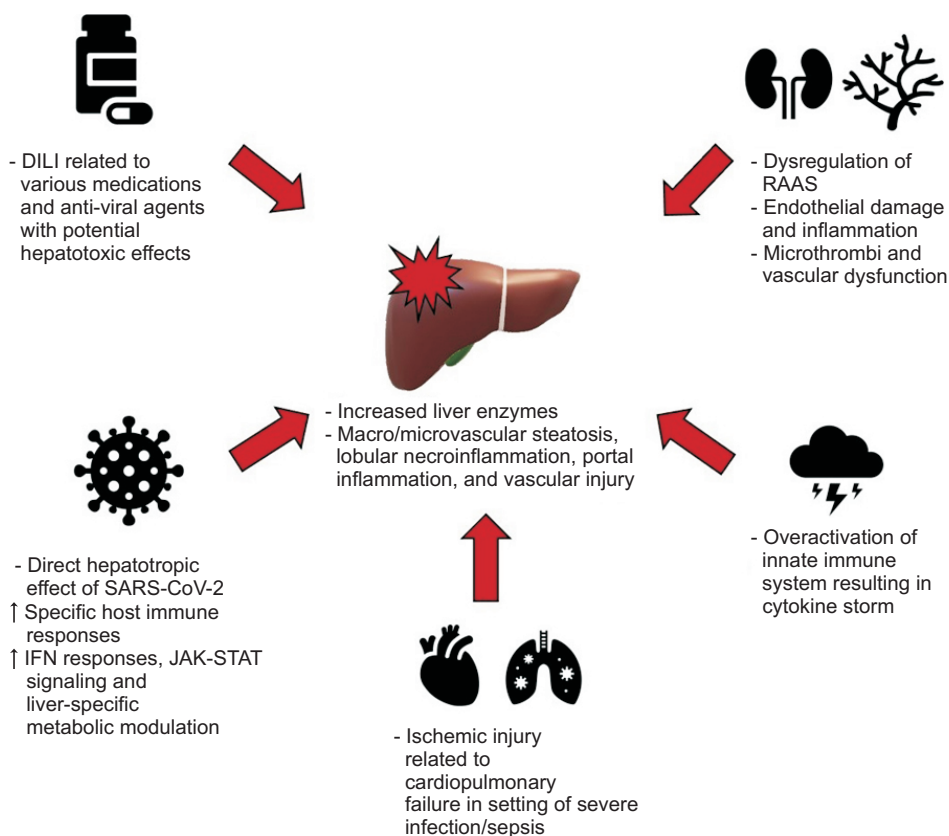 - DILI related to
various medications
and anti-viral agents
with potential
hepatotoxic effects
- Dysregulation of
RAAS
- Endothelial damage
and inflammation
- Microthrombi and
vascular dysfunction
- Increased liver enzymes
- Macro/microvascular steatosis,
lobular necroinflammation, portal
inflammation, and vascular injury
- Direct hepatotropic
effect of SARS-CoV-2
↑ Specific host immune
responses
↑ IFN responses, JAK-STAT
signaling and
liver-specific
metabolic modulation
- Overactivation of
innate immune
system resulting in
cytokine storm
- Ischemic injury
related to
cardiopulmonary
failure in setting of severe
infection/sepsis